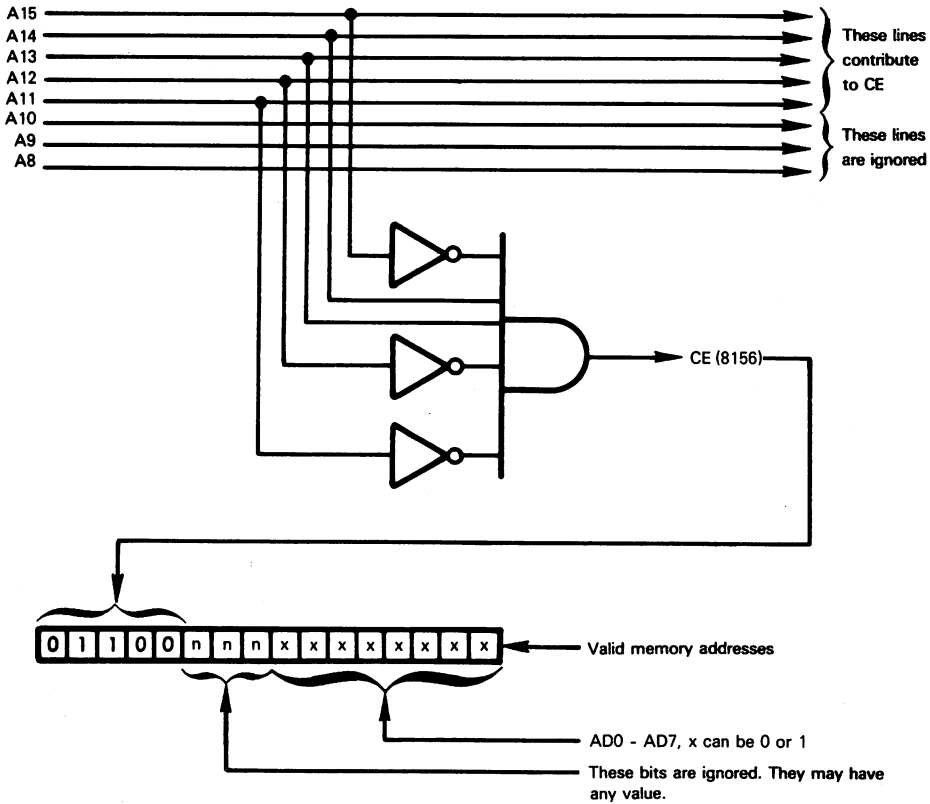 A15
A14
A13
A12
A11
A10
A9
A8
These lines
contribute
to CE
These lines
are ignored
CE (8156)
0 1 1 0 0 n n n x x x x x x x x
Valid memory addresses
AD0 - AD7, x can be 0 or 1
These bits are ignored. They may have
any value.